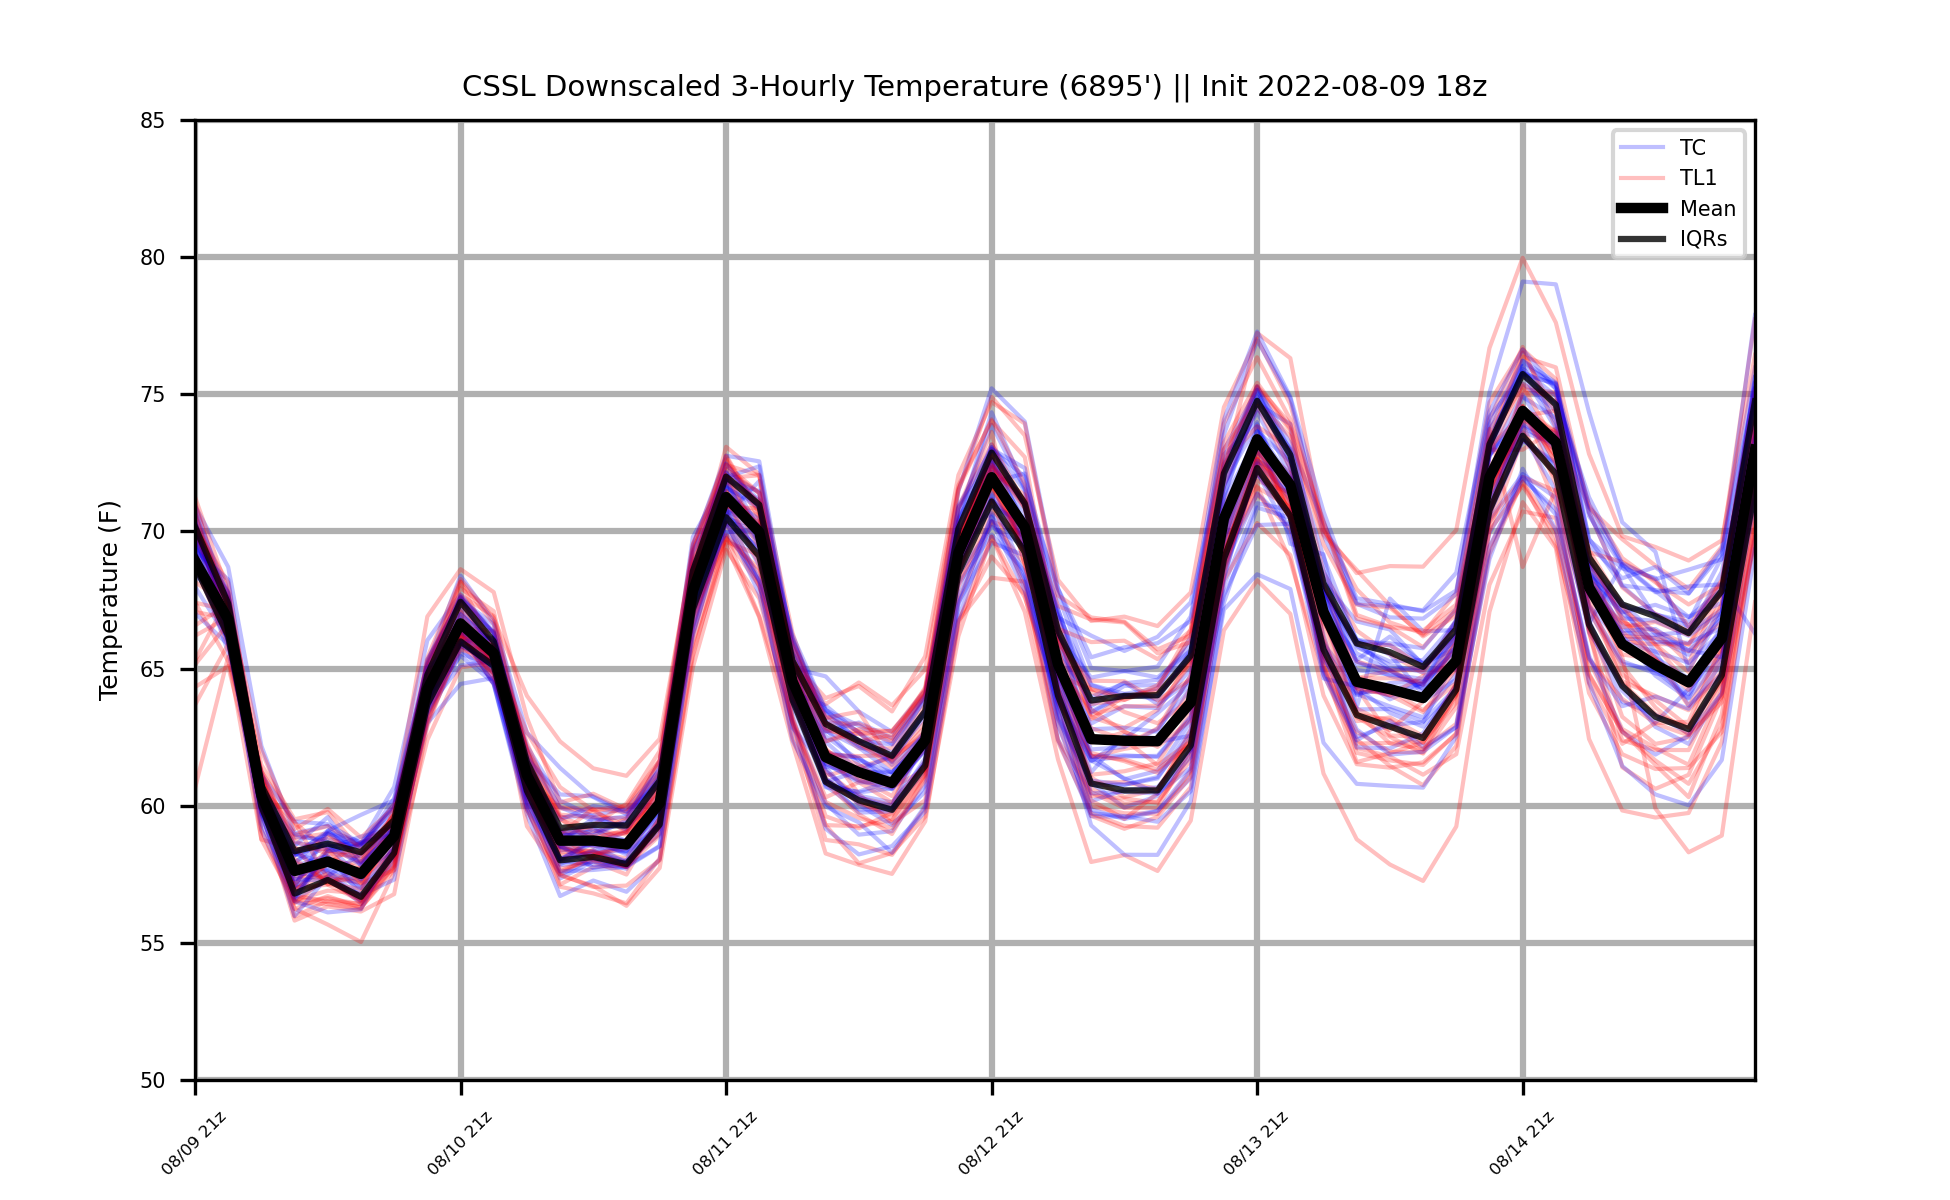 CSSL Downscaled 3-Hourly Temperature (6895') || Init 2022-08-09 18z
85
80
75
70
65
60
55
50
Temperature (F)
TC
TL1
Mean
IQRs
08/09 21z
08/10 21z
08/11 21z
08/12 21z
08/13 21z
08/14 21z